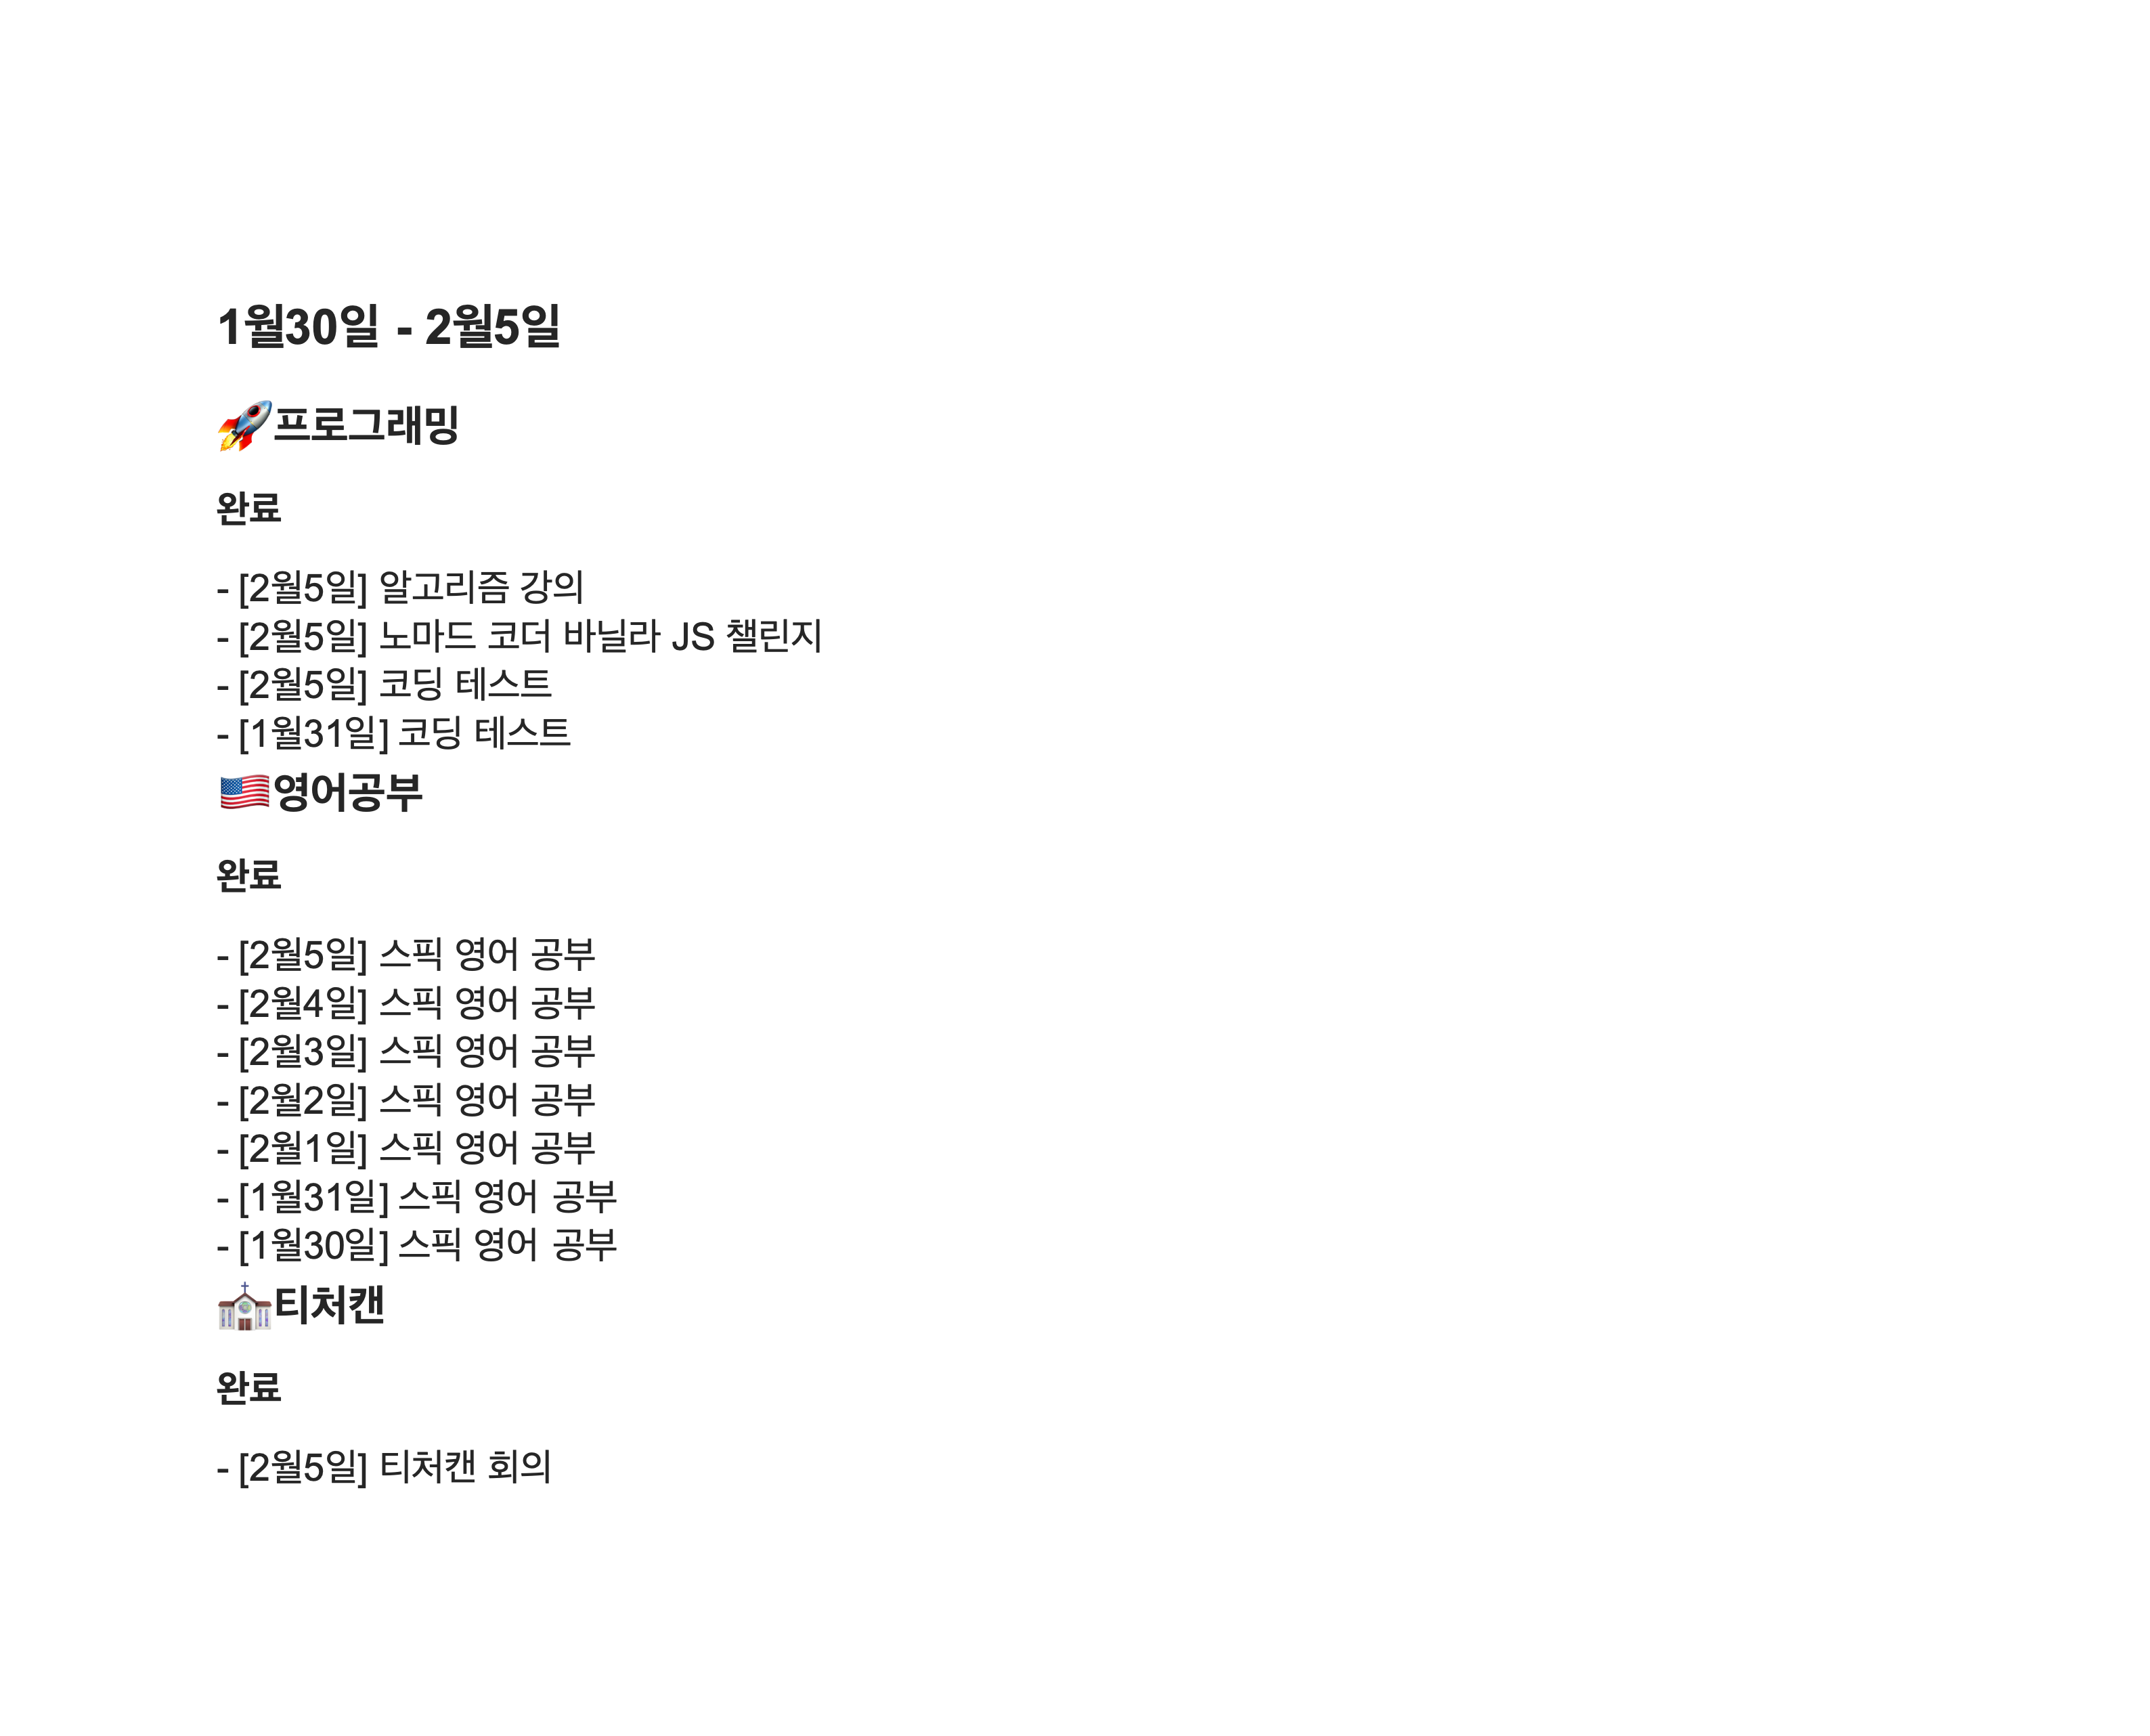 1월30일 - 2월5일
🚀프로그래밍
완료
- [2월5일] 알고리즘 강의
- [2월5일] 노마드 코더 바닐라 JS 챌린지
- [2월5일] 코딩 테스트
- [1월31일] 코딩 테스트
🇺🇸영어공부
완료
- [2월5일] 스픽 영어 공부
- [2월4일] 스픽 영어 공부
- [2월3일] 스픽 영어 공부
- [2월2일] 스픽 영어 공부
- [2월1일] 스픽 영어 공부
- [1월31일] 스픽 영어 공부
- [1월30일] 스픽 영어 공부
⛪티처캔
완료
- [2월5일] 티처캔 회의